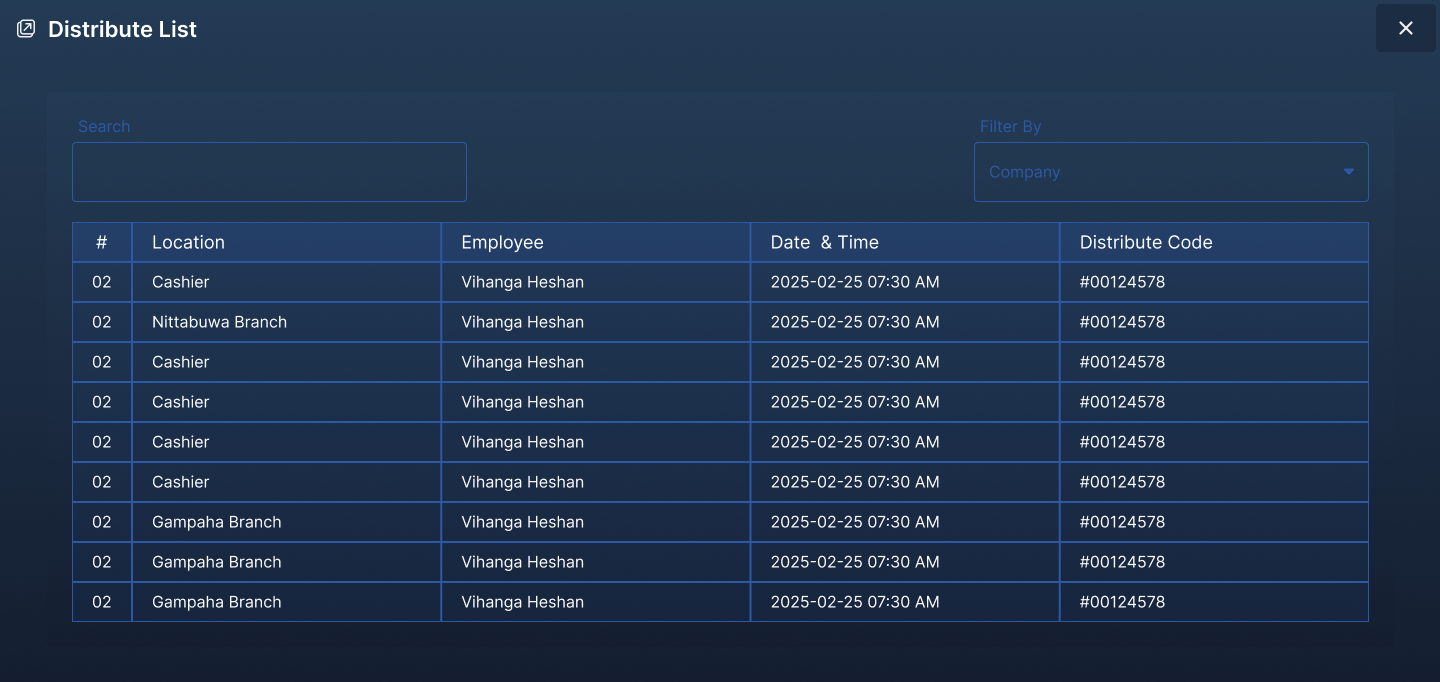 Distribute List
Search
Filter By
Company
# Location Employee Date  & Time Distribute Code
02 Cashier Vihanga Heshan 2025-02-25 07:30 AM #00124578
02 Nittabuwa Branch Vihanga Heshan 2025-02-25 07:30 AM #00124578
02 Cashier Vihanga Heshan 2025-02-25 07:30 AM #00124578
02 Cashier Vihanga Heshan 2025-02-25 07:30 AM #00124578
02 Cashier Vihanga Heshan 2025-02-25 07:30 AM #00124578
02 Cashier Vihanga Heshan 2025-02-25 07:30 AM #00124578
02 Gampaha Branch Vihanga Heshan 2025-02-25 07:30 AM #00124578
02 Gampaha Branch Vihanga Heshan 2025-02-25 07:30 AM #00124578
02 Gampaha Branch Vihanga Heshan 2025-02-25 07:30 AM #00124578